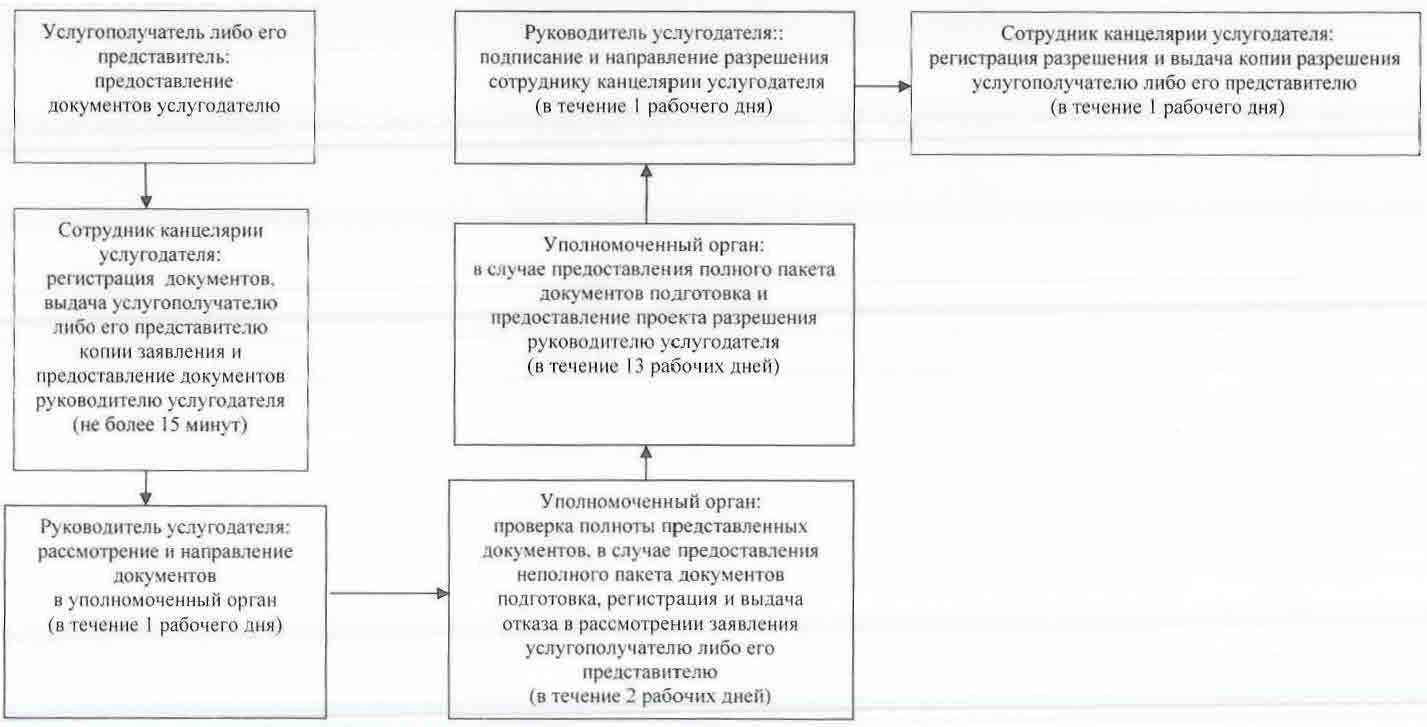 Услугополучатель либо его
представитель:
предоставление
документов услугодателю
Сотрудник канцелярии
услугодателя:
регистрация документов,
выдача услугополучателю
либо его представителю
копии заявления и
предоставление документов
руководителю услугодателя
(не более 15 минут)
Руководитель услугодателя:
рассмотрение и направление
документов
в уполномоченный орган
(в течение 1 рабочего дня)
Уполномоченный орган:
проверка полноты представленных
документов, в случае предоставления
неполного пакета документов
подготовка, регистрация и выдача
отказа в рассмотрении заявления
услугополучателю либо его
представителю
(в течение 2 рабочих дней)
Уполномоченный орган:
в случае предоставления полного пакета
документов подготовка и
предоставление проекта разрешения
руководителю услугодателя
(в течение 13 рабочих дней)
Руководитель услугодателя::
подписание и направление разрешения
сотруднику канцелярии услугодателя
(в течение 1 рабочего дня)
Сотрудник канцелярии услугодателя:
регистрация разрешения и выдача копии разрешения
услугополучателю либо его представителю
(в течение 1 рабочего дня)